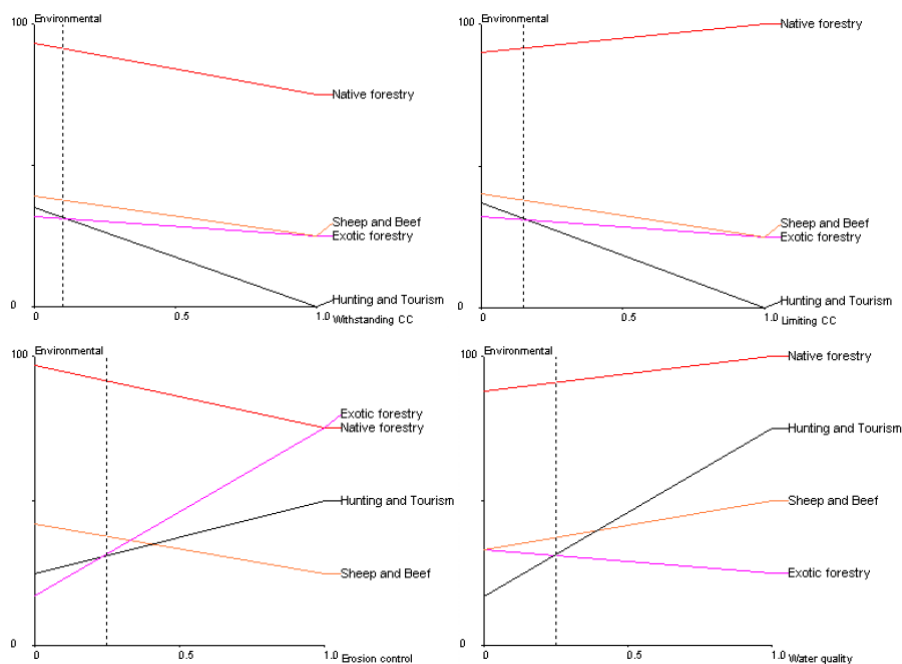 Environmental
100
Native forestry
Sheep and Beef
Exotic forestry
Hunting and Tourism
0
0 0.5 1.0
Withstanding CC
Environmental
100
Native forestry
Sheep and Beef
Exotic forestry
Hunting and Tourism
0
0 0.5 1.0
Limiting CC
Environmental
100
Exotic forestry
Native forestry
Hunting and Tourism
Sheep and Beef
0
0 0.5 1.0
Erosion control
Environmental
100
Native forestry
Hunting and Tourism
Sheep and Beef
Exotic forestry
0
0 0.5 1.0
Water quality